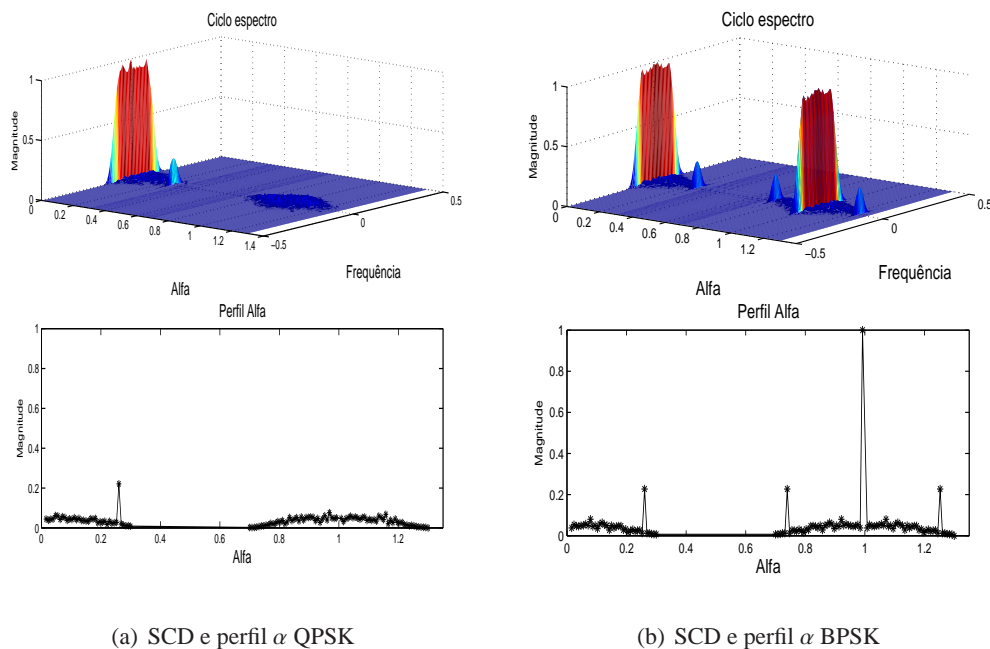 Ciclo espectro
1
0.5
0
Magnitude
0
0.2
0.4
0.6
0.8
1
1.2
1.4
−0.5
0
0.5
Frequência
Alfa
Perfil Alfa
1
0.8
0.6
0.4
0.2
0
Magnitude
0 0.2 0.4 0.6 0.8 1 1.2
Alfa
(a) SCD e perfil α QPSK
Ciclo espectro
1
0.5
0
Magnitude
0
0.2
0.4
0.6
0.8
1
1.2
−0.5
0
0.5
Frequência
Alfa
Perfil Alfa
1
0.8
0.6
0.4
0.2
0
Magnitude
0 0.2 0.4 0.6 0.8 1 1.2
Alfa
(b) SCD e perfil α BPSK